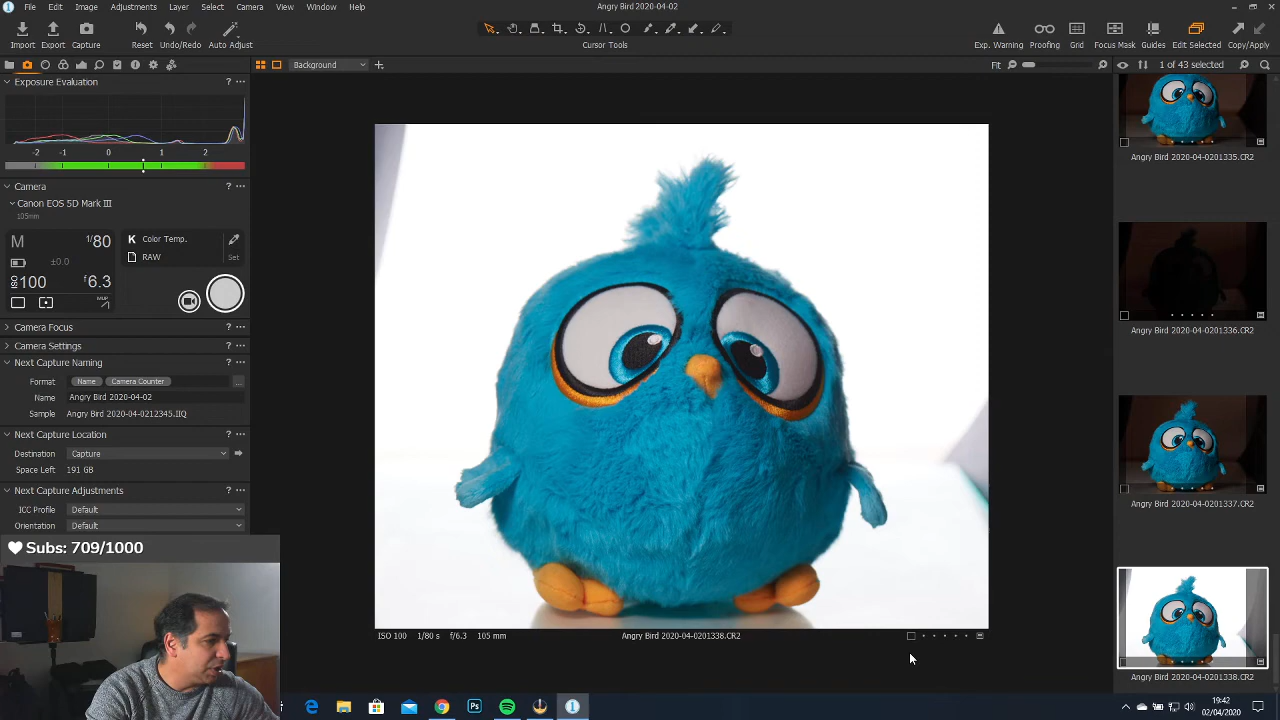 File Edit Image Adjustments Layer Select Camera View Window Help
Angry Bird 2020-04-02
Import Export Capture Reset Undo/Redo Auto Adjust
Cursor Tools
Exp. Warning Proofing Grid Focus Mask Guides Edit Selected Copy/Apply
Background
Fit
1 of 43 selected
Exposure Evaluation
-2 -1 0 1 2
Camera
Canon EOS 5D Mark III
105mm
M 1/80
±0.0
ISO 100 f6.3
K Color Temp.
RAW Set
MUP
Camera Focus
Camera Settings
Next Capture Naming
Format Name Camera Counter ...
Name Angry Bird 2020-04-02
Sample Angry Bird 2020-04-0212345.IIQ
Next Capture Location
Destination Capture
Space Left 191 GB
Next Capture Adjustments
ICC Profile Default
Orientation Default
Subs: 709/1000
ISO 100 1/80 s f/6.3 105 mm
Angry Bird 2020-04-0201338.CR2
Angry Bird 2020-04-0201335.CR2
Angry Bird 2020-04-0201336.CR2
Angry Bird 2020-04-0201337.CR2
Angry Bird 2020-04-0201338.CR2
Ps
19:42
02/04/2020